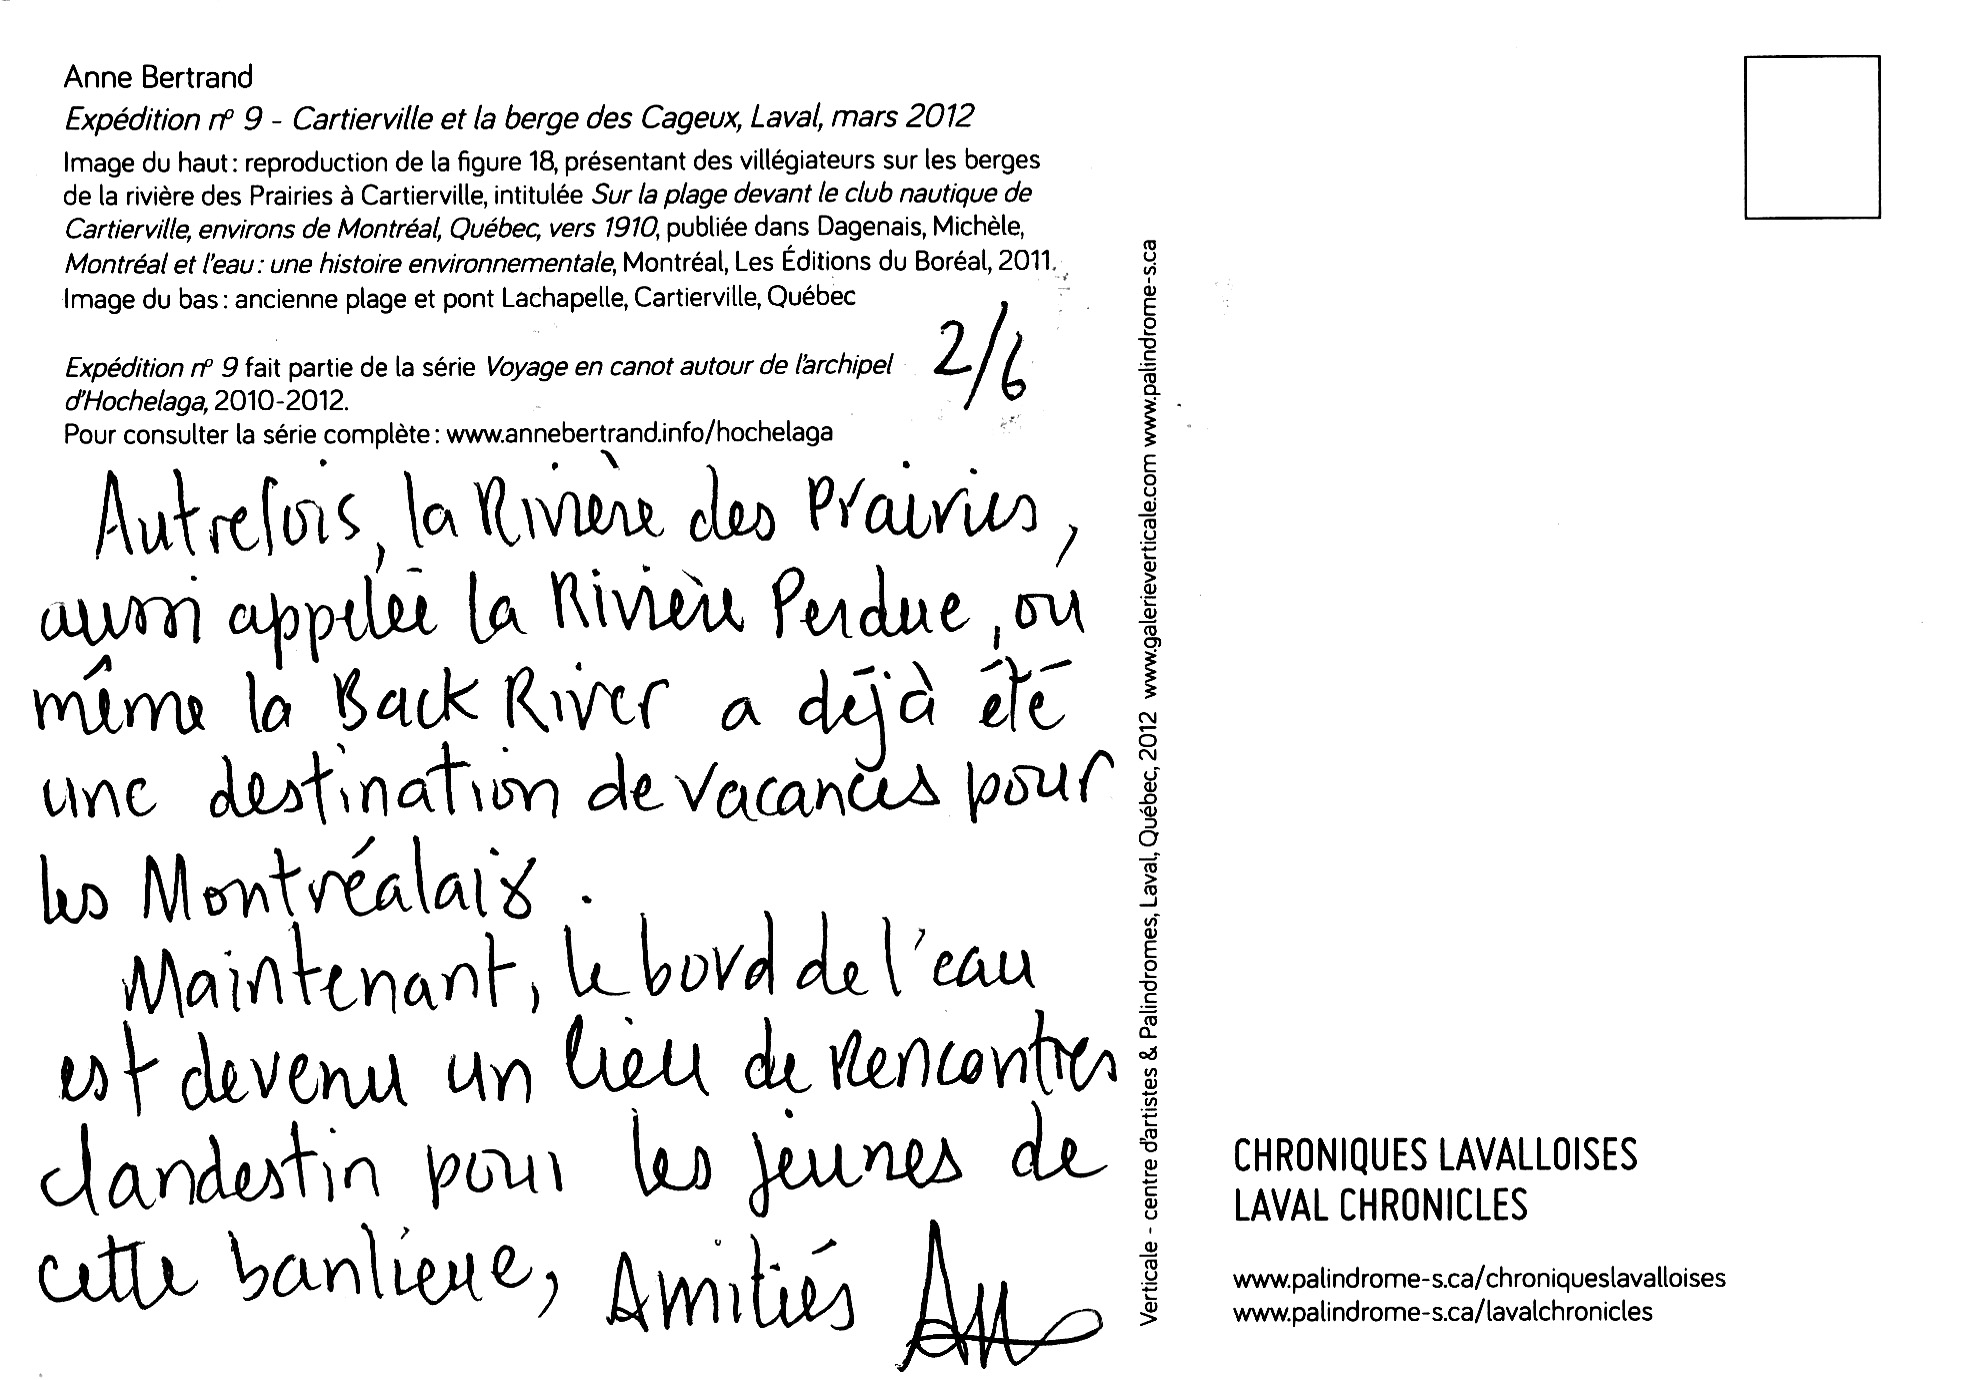 Anne Bertrand
Expédition nº 9 - Cartierville et la berge des Cageux, Laval, mars 2012
Image du haut : reproduction de la figure 18, présentant des villégiateurs sur les berges
de la rivière des Prairies à Cartierville, intitulée Sur la plage devant le club nautique de
Cartierville, environs de Montréal, Québec, vers 1910, publiée dans Dagenais, Michèle,
Montréal et l'eau : une histoire environnementale, Montréal, Les Éditions du Boréal, 2011.
Image du bas : ancienne plage et pont Lachapelle, Cartierville, Québec
2/6
Expédition nº 9 fait partie de la série Voyage en canot autour de l'archipel
d'Hochelaga, 2010-2012.
Pour consulter la série complète : www.annebertrand.info/hochelaga
Autrefois, la Rivière des Prairies,
aussi appelée la Rivière Perdue, ou
même la Back River a déjà été
une destination de vacances pour
les Montréalais.
Maintenant, le bord de l'eau
est devenu un lieu de rencontres
clandestin pour les jeunes de
cette banlieue, Amitiés
Verticale - centre d'artistes & Palindromes, Laval, Québec, 2012 www.galerieverticale.com www.palindrome-s.ca
CHRONIQUES LAVALLOISES
LAVAL CHRONICLES
www.palindrome-s.ca/chroniqueslavalloises
www.palindrome-s.ca/lavalchronicles